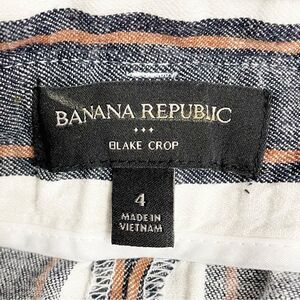 BANANA REPUBLIC
BLAKE CROP
4
MADE IN
VIETNAM